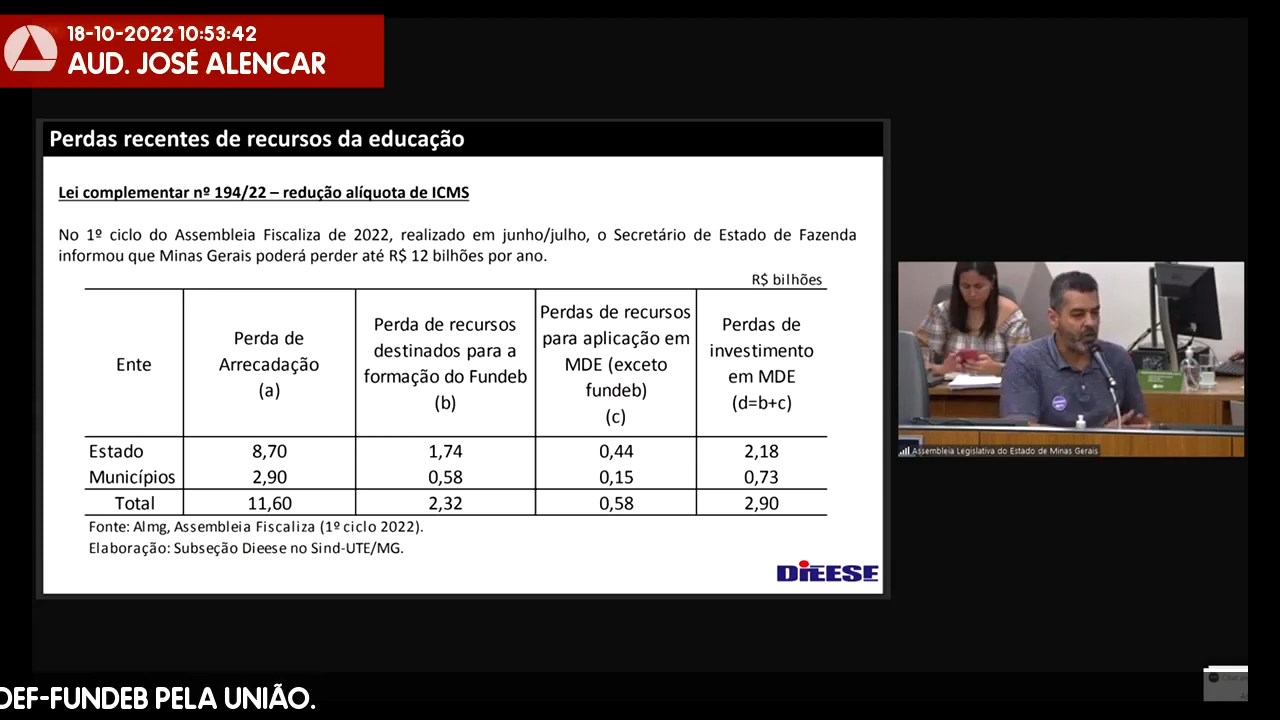 18-10-2022 10:53:42
AUD. JOSÉ ALENCAR
Perdas recentes de recursos da educação
Lei complementar nº 194/22 – redução alíquota de ICMS
No 1º ciclo do Assembleia Fiscaliza de 2022, realizado em junho/julho, o Secretário de Estado de Fazenda
informou que Minas Gerais poderá perder até R$ 12 bilhões por ano.
R$ bilhões
Ente
Perda de
Arrecadação
(a)
Perda de recursos
destinados para a
formação do Fundeb
(b)
Perdas de recursos
para aplicação em
MDE (exceto
fundeb)
(c)
Perdas de
investimento
em MDE
(d=b+c)
Estado 8,70 1,74 0,44 2,18
Municípios 2,90 0,58 0,15 0,73
Total 11,60 2,32 0,58 2,90
Fonte: Almg, Assembleia Fiscaliza (1º ciclo 2022).
Elaboração: Subseção Dieese no Sind-UTE/MG.
DIEESE
Assembleia Legislativa do Estado de Minas Gerais
DEF-FUNDEB PELA UNIÃO.